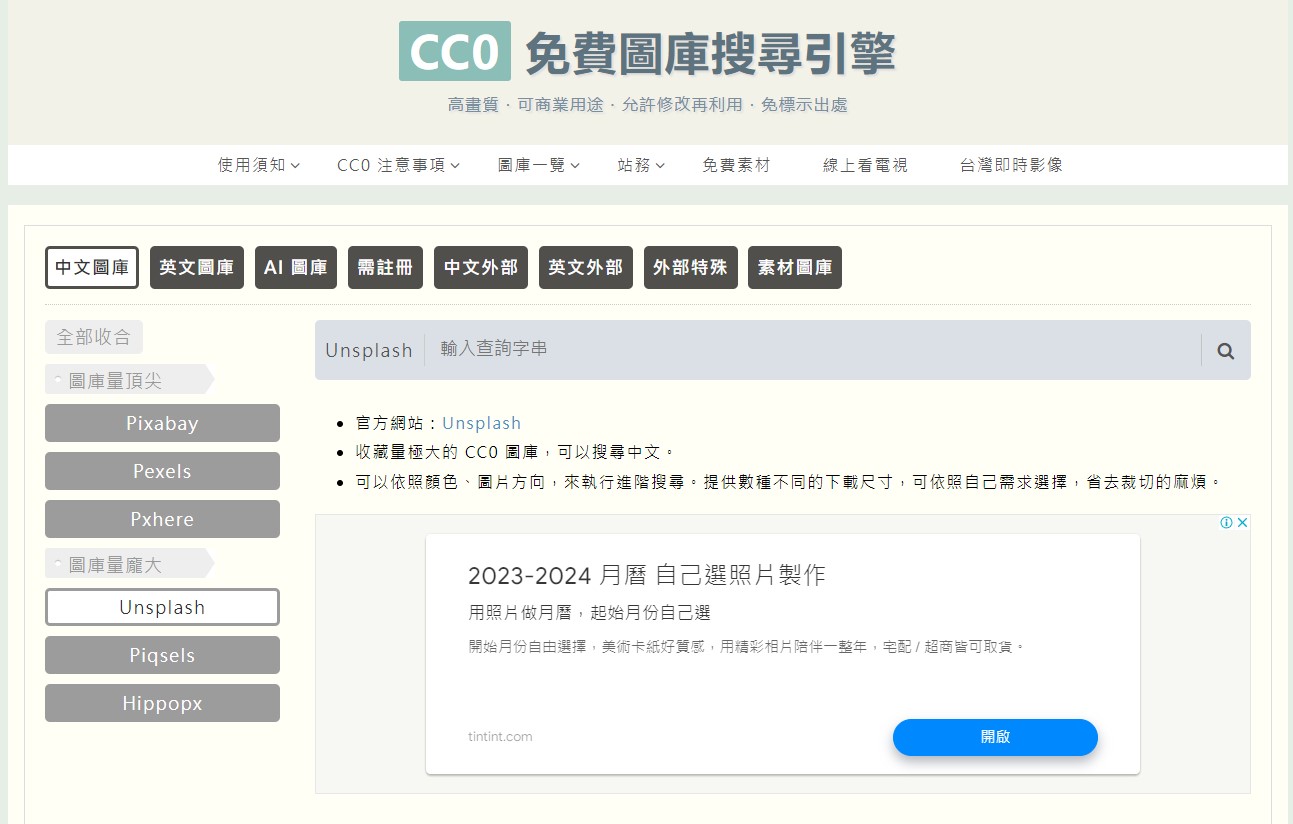 CC0 免費圖庫搜尋引擎
高畫質 · 可商業用途 · 允許修改再利用 · 免標示出處
使用須知 CC0 注意事項 圖庫一覽 站務 免費素材 線上看電視 台灣即時影像
中文圖庫 英文圖庫 AI 圖庫 需註冊 中文外部 英文外部 外部特殊 素材圖庫
全部收合
圖庫量頂尖
Pixabay
Pexels
Pxhere
圖庫量龐大
Unsplash
Piqsels
Hippopx
Unsplash 輸入查詢字串
官方網站：Unsplash
收藏量極大的 CC0 圖庫，可以搜尋中文。
可以依照顏色、圖片方向，來執行進階搜尋。提供數種不同的下載尺寸，可依照自己需求選擇，省去裁切的麻煩。
2023-2024 月曆 自己選照片製作
用照片做月曆，起始月份自己選
開始月份自由選擇，美術卡紙好質感，用精彩相片陪伴一整年，宅配 / 超商皆可取貨。
tintint.com
開啟